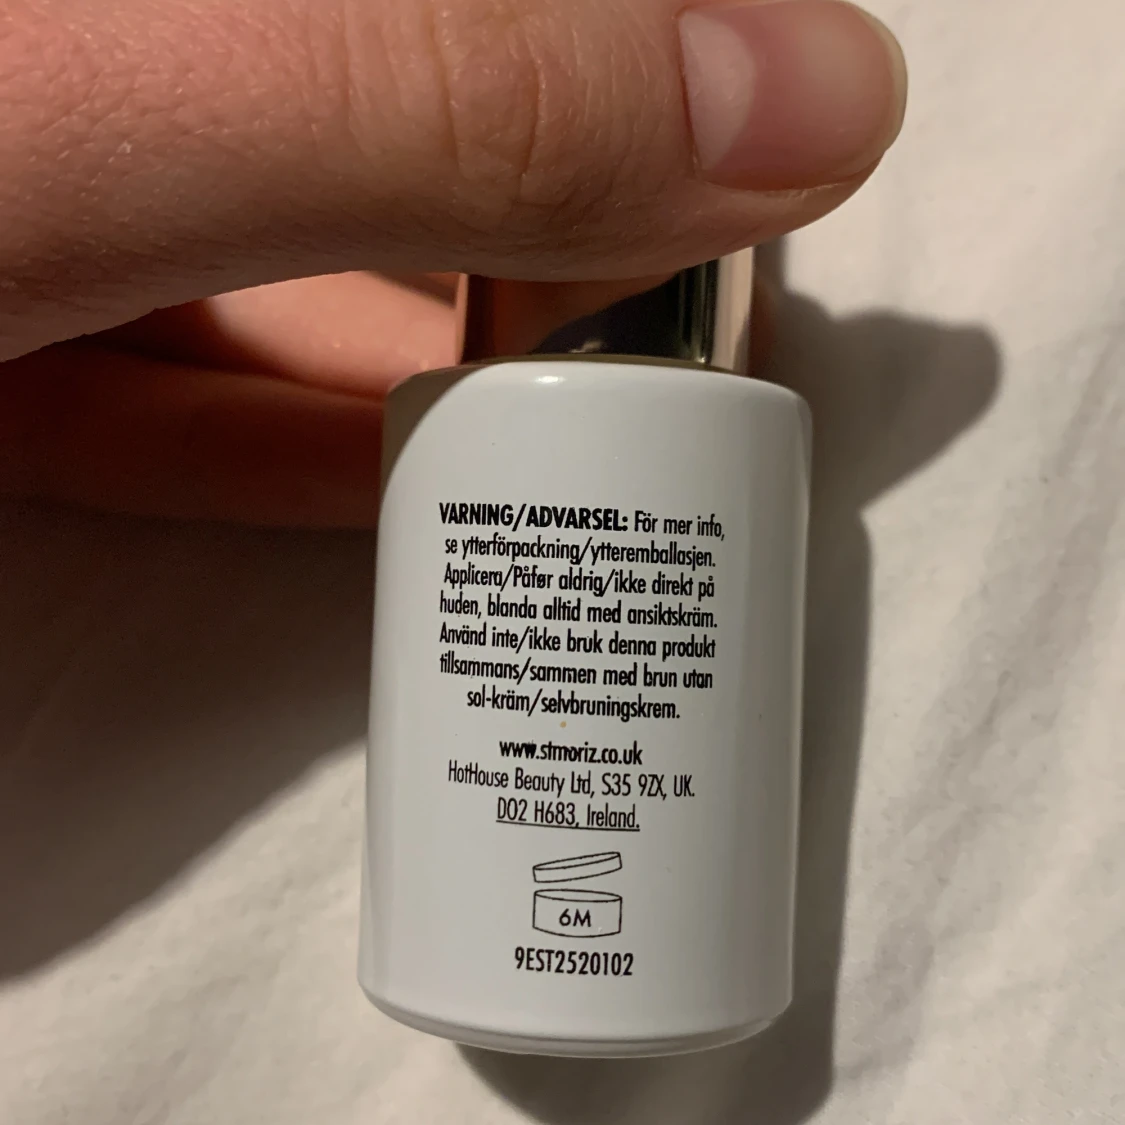 VARNING/ADVARSEL: För mer info,
se ytterförpackning/ytteremballasjen.
Applicera/Påfør aldrig/ikke direkt på
huden, blanda alltid med ansiktskräm.
Använd inte/ikke bruk denna produkt
tillsammans/sammen med brun utan
sol-kräm/selvbruningskrem.
www.stmoriz.co.uk
HotHouse Beauty Ltd, S35 9ZX, UK.
DO2 H683, Ireland.
6M
9EST2520102